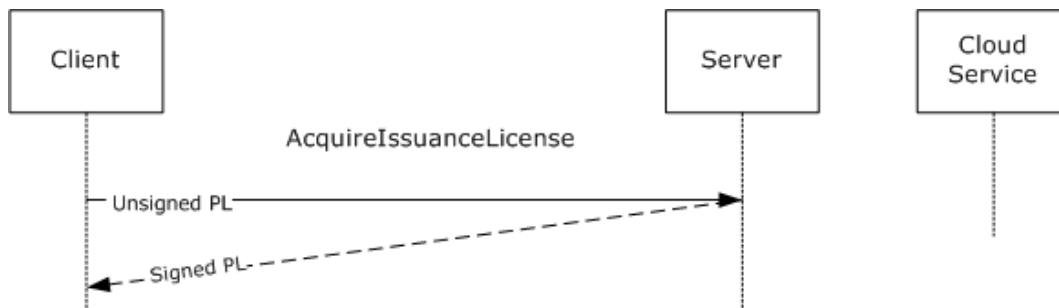 Client
Server
Cloud
Service
AcquireIssuanceLicense
Unsigned PL
Signed PL